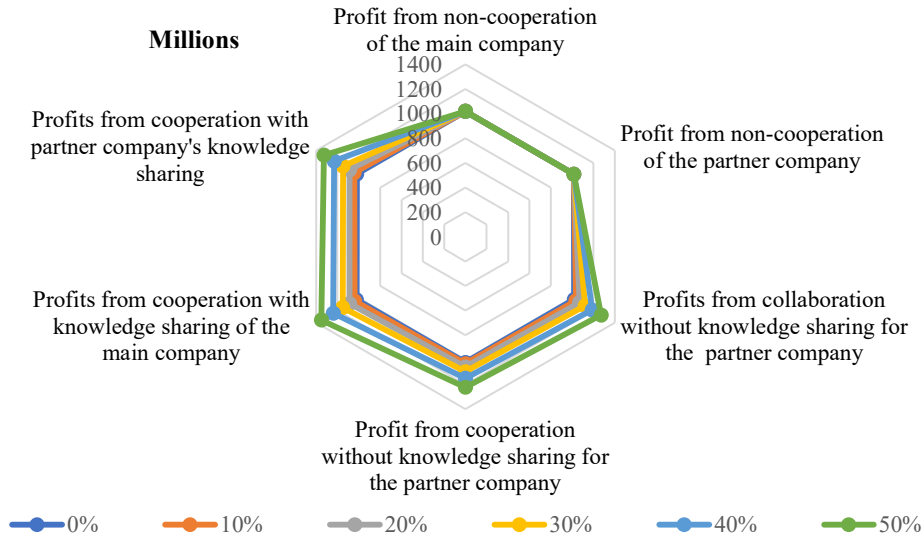 Profit from non-cooperation
of the main company
Millions
1400
1200
1000
800
600
400
200
0
Profits from cooperation with
partner company's knowledge
sharing
Profit from non-cooperation
of the partner company
Profits from cooperation with
knowledge sharing of the
main company
Profits from collaboration
without knowledge sharing for
the partner company
Profit from cooperation
without knowledge sharing for
the partner company
0% 10% 20% 30% 40% 50%